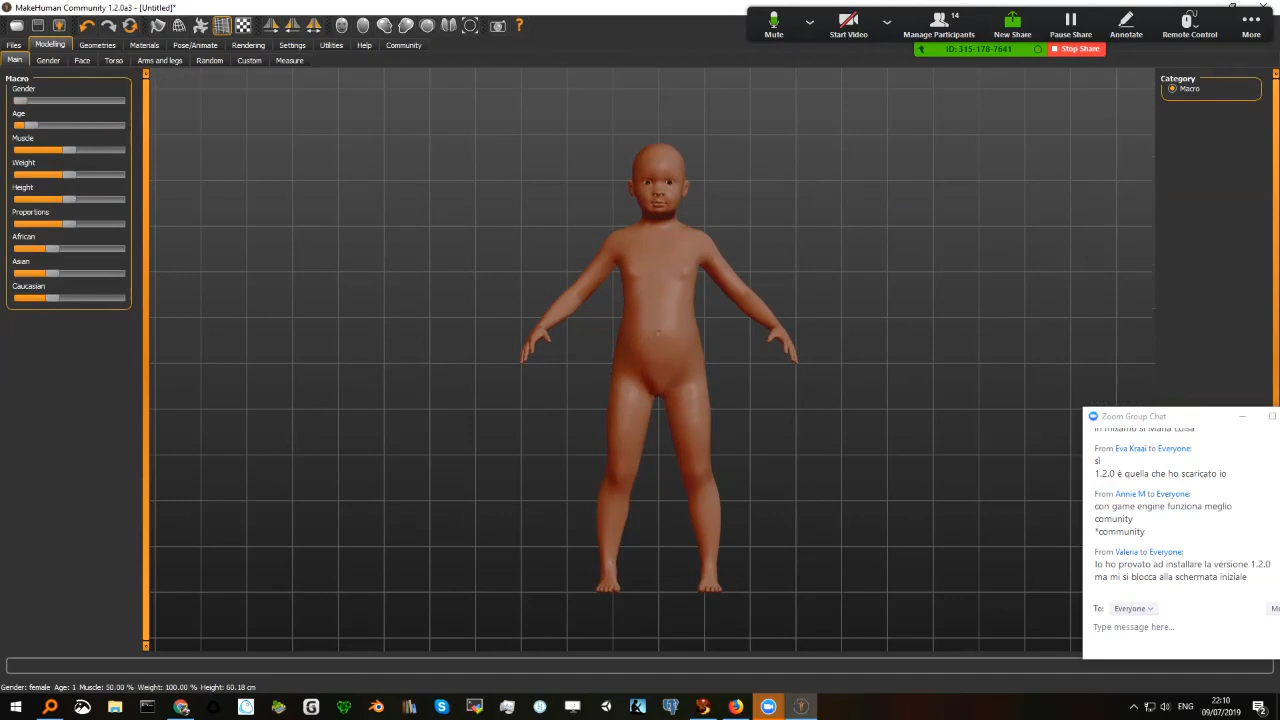 MakeHuman Community 1.2.0a3 - [Untitled]*
Mute
Start Video
14
Manage Participants
New Share
Pause Share
Annotate
Remote Control
More
ID: 315-178-7641
Stop Share
Files
Modelling
Geometries
Materials
Pose/Animate
Rendering
Settings
Utilities
Help
Community
Main
Gender
Face
Torso
Arms and legs
Random
Custom
Measure
Macro
Gender
Age
Muscle
Weight
Height
Proportions
African
Asian
Caucasian
Category
Macro
Zoom Group Chat
in mixamo si Maria Luisa
From Eva Kraai to Everyone:
sì
1.2.0 è quella che ho scaricato io
From Annie M to Everyone:
con game engine funziona meglio
comunity
*community
From Valeria to Everyone:
Io ho provato ad installare la versione 1.2.0
ma mi si blocca alla schermata iniziale
To: Everyone
Type message here...
Gender: female, Age: 1 Muscle: 50.00 % Weight: 100.00 % Height: 60.18 cm
ENG
22:10
09/07/2019